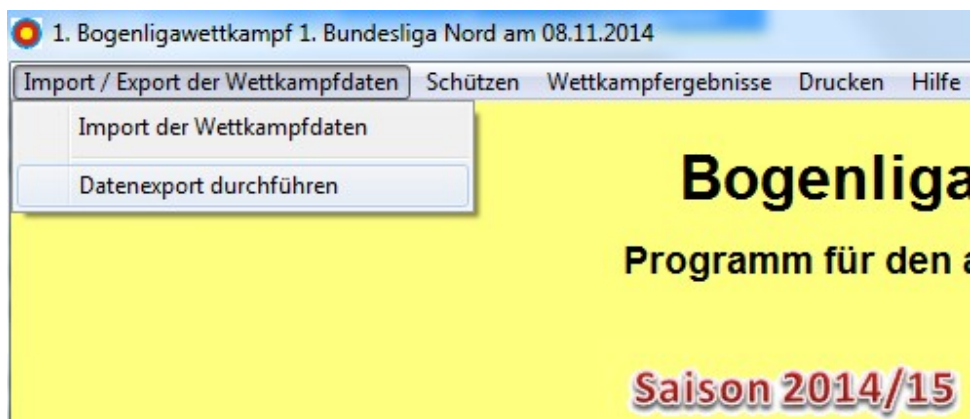 1. Bogenligawettkampf 1. Bundesliga Nord am 08.11.2014
Import / Export der Wettkampfdaten Schützen Wettkampfergebnisse Drucken Hilfe
Import der Wettkampfdaten
Datenexport durchführen
Bogenliga
Programm für den a
Saison 2014/15